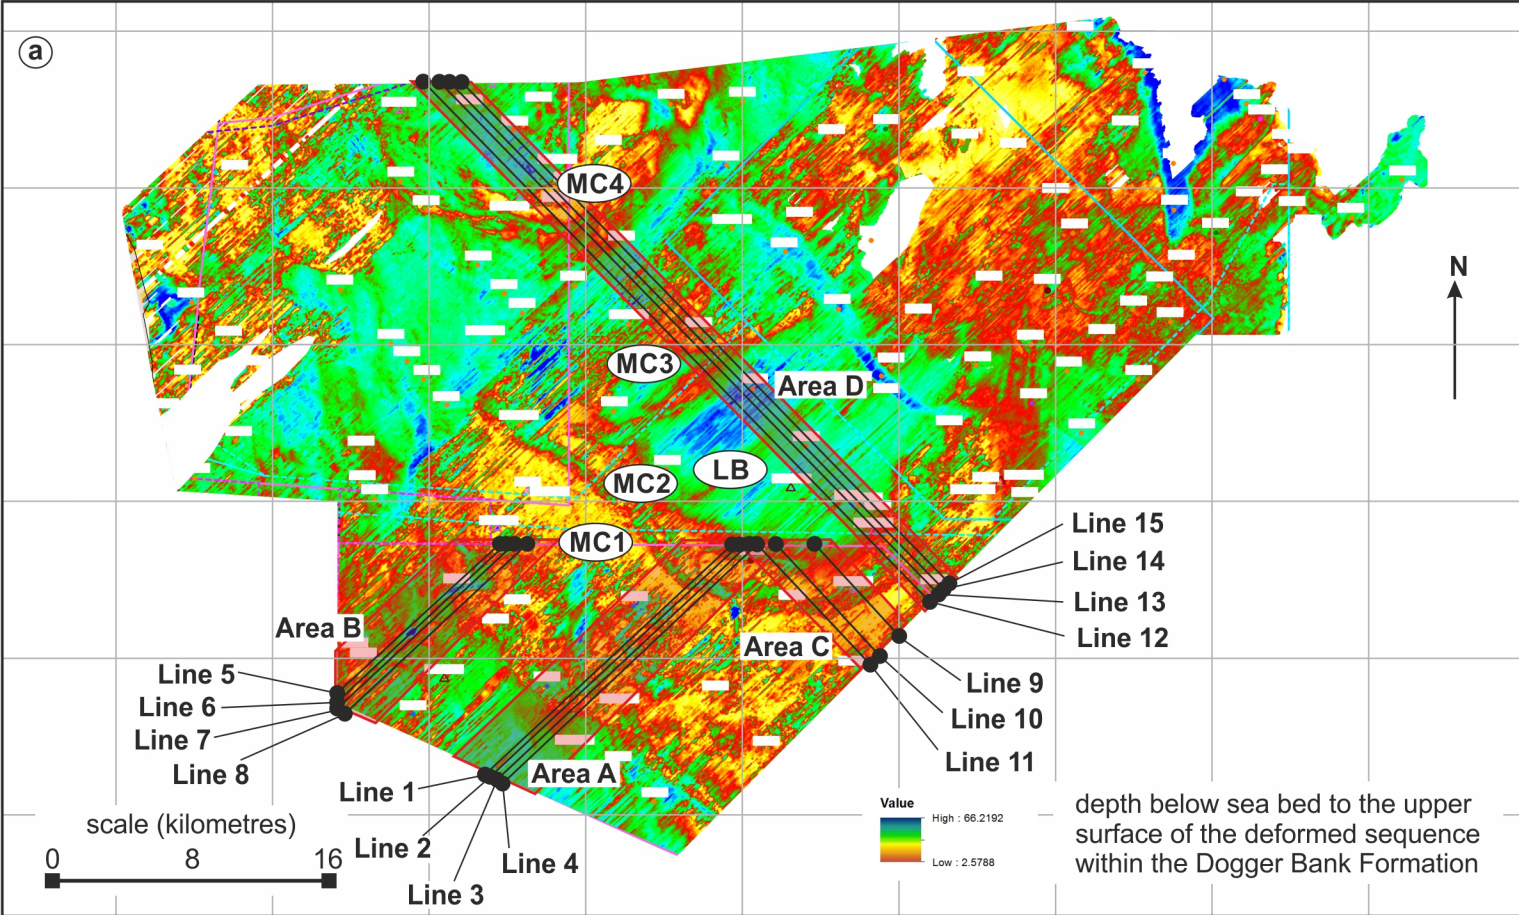 a
MC4
N
MC3
Area D
MC2
LB
MC1
Line 15
Line 14
Line 13
Line 12
Area B
Area C
Line 5
Line 6
Line 7
Line 8
Line 9
Line 10
Line 11
Line 1
Area A
Line 2
Line 3
Line 4
scale (kilometres)
0 8 16
Value
High : 66.2192
Low : 2.5788
depth below sea bed to the upper
surface of the deformed sequence
within the Dogger Bank Formation